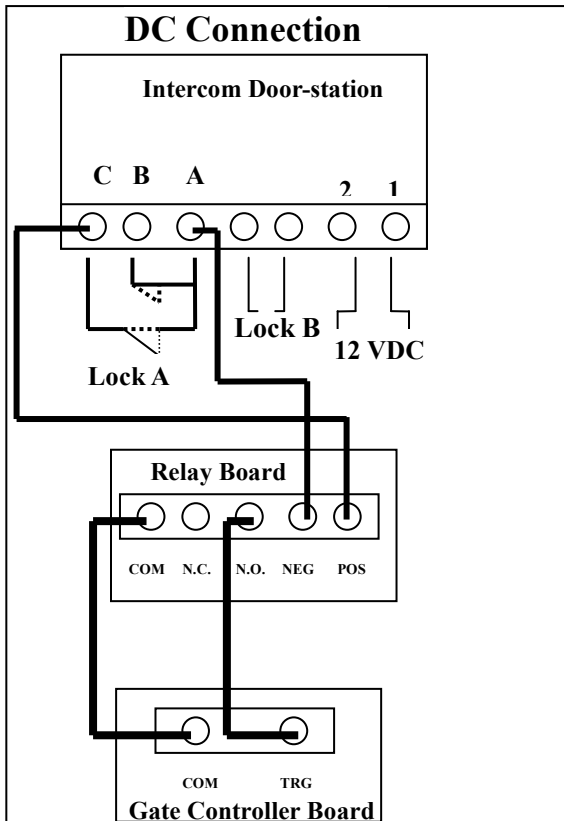 DC Connection
Intercom Door-station
C B A 2 1
Lock B
12 VDC
Lock A
Relay Board
COM N.C. N.O. NEG POS
COM TRG
Gate Controller Board